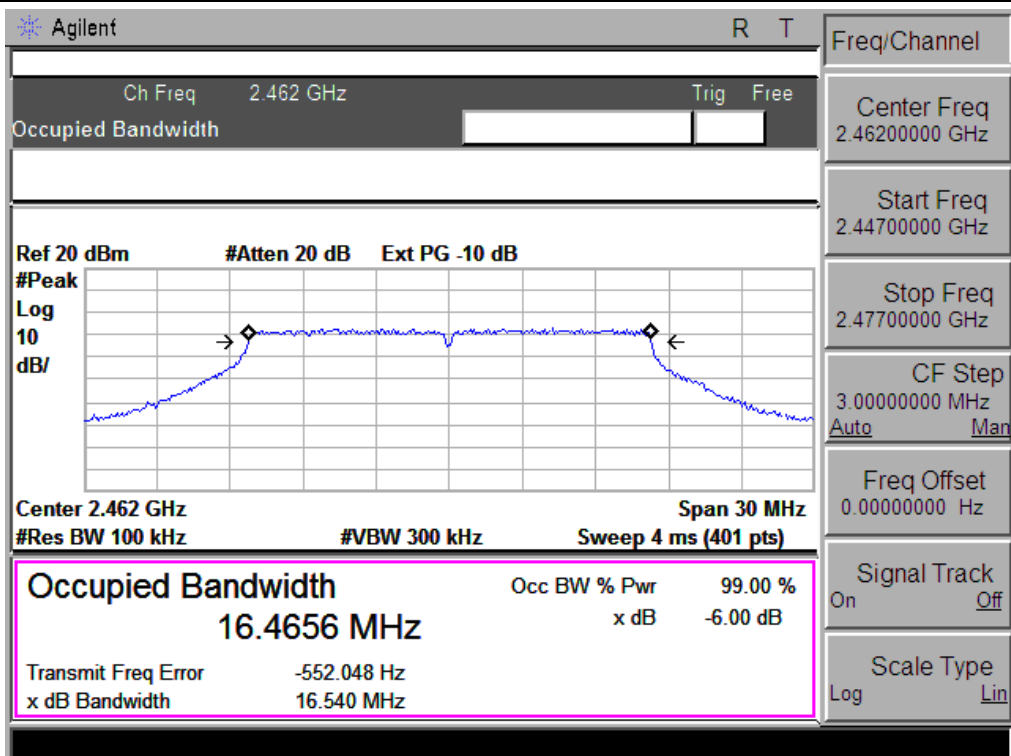 Agilent R T
Ch Freq 2.462 GHz Trig Free
Occupied Bandwidth
Ref 20 dBm #Atten 20 dB Ext PG -10 dB
#Peak
Log
10
dB/
Center 2.462 GHz Span 30 MHz
#Res BW 100 kHz #VBW 300 kHz Sweep 4 ms (401 pts)
Occupied Bandwidth Occ BW % Pwr 99.00 %
16.4656 MHz x dB -6.00 dB
Transmit Freq Error -552.048 Hz
x dB Bandwidth 16.540 MHz
Freq/Channel
Center Freq
2.46200000 GHz
Start Freq
2.44700000 GHz
Stop Freq
2.47700000 GHz
CF Step
3.00000000 MHz
Auto Man
Freq Offset
0.00000000 Hz
Signal Track
On Off
Scale Type
Log Lin